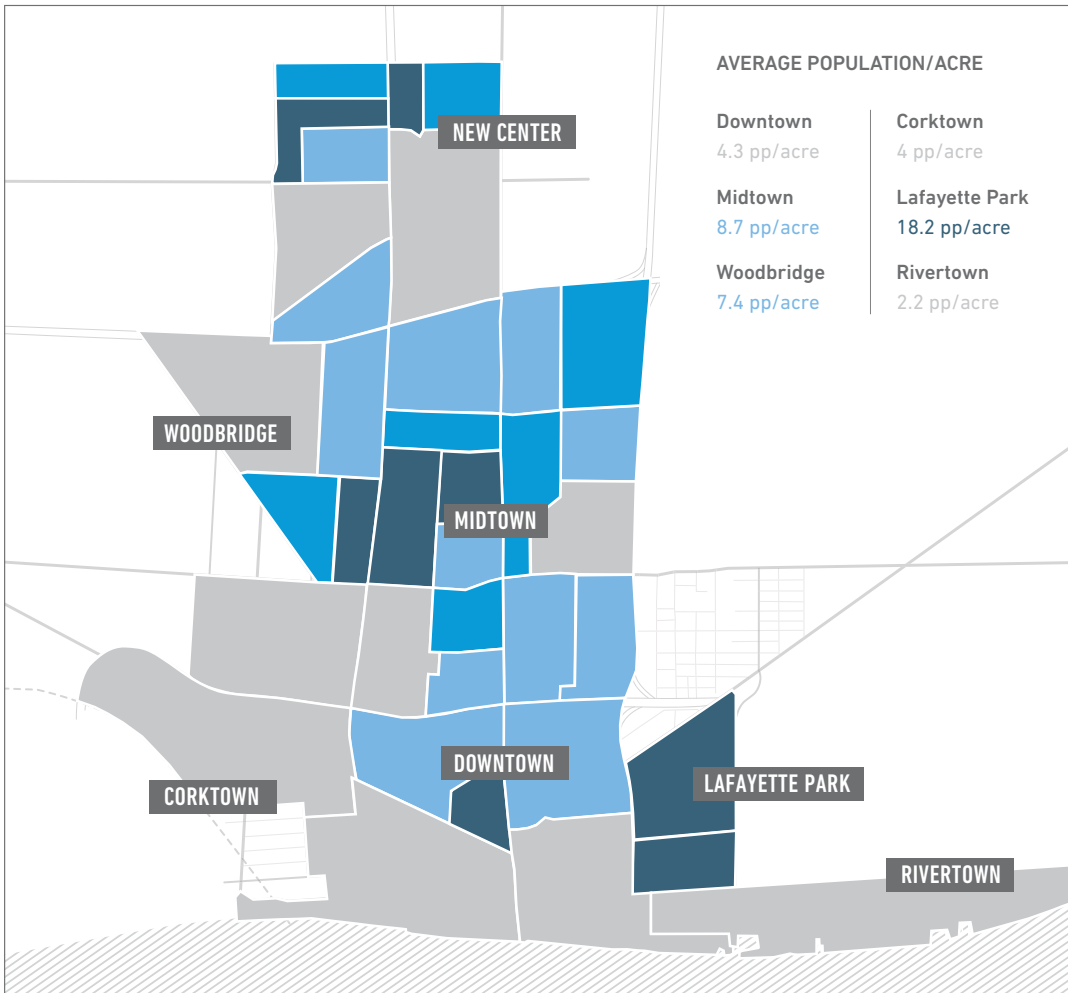 AVERAGE POPULATION/ACRE
Downtown
4.3 pp/acre
Midtown
8.7 pp/acre
Woodbridge
7.4 pp/acre
Corktown
4 pp/acre
Lafayette Park
18.2 pp/acre
Rivertown
2.2 pp/acre
NEW CENTER
WOODBRIDGE
MIDTOWN
DOWNTOWN
CORKTOWN
LAFAYETTE PARK
RIVERTOWN